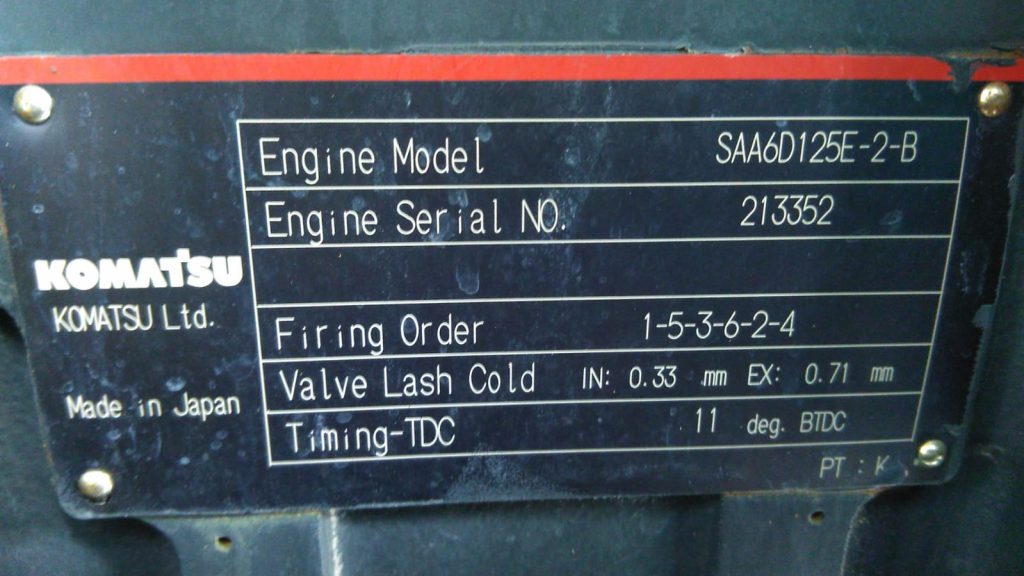 Engine Model SAA6D125E-2-B
Engine Serial NO. 213352
KOMATSU
KOMATSU Ltd.
Firing Order 1-5-3-6-2-4
Valve Lash Cold IN: 0.33 mm EX: 0.71 mm
Made in Japan
Timing-TDC 11 deg. BTDC
PT : K